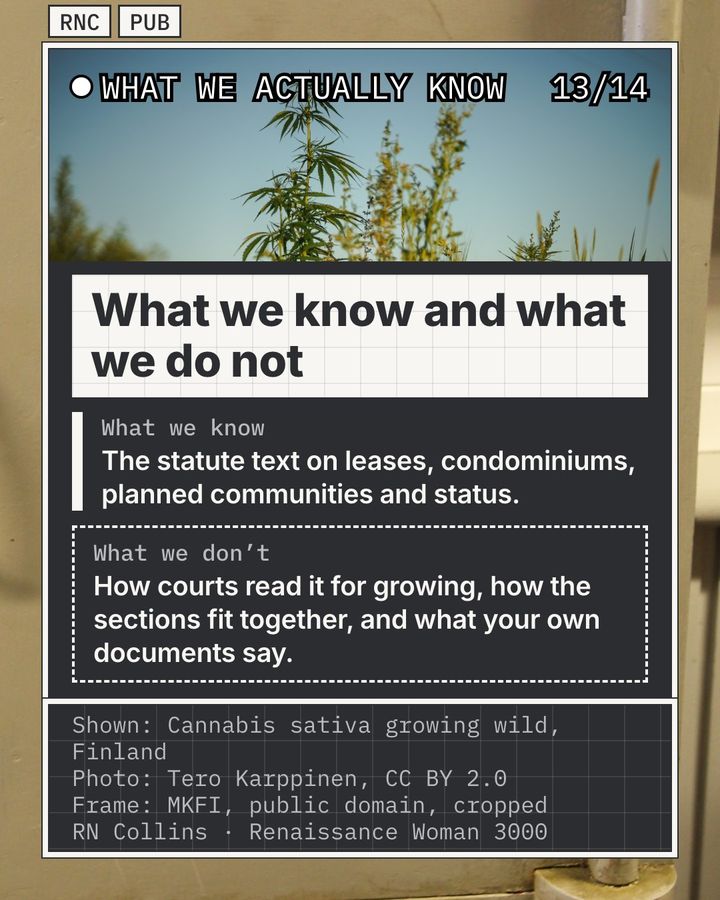 RNC PUB
WHAT WE ACTUALLY KNOW 13/14
What we know and what
we do not
What we know
The statute text on leases, condominiums,
planned communities and status.
What we don’t
How courts read it for growing, how the
sections fit together, and what your own
documents say.
Shown: Cannabis sativa growing wild,
Finland
Photo: Tero Karppinen, CC BY 2.0
Frame: MKFI, public domain, cropped
RN Collins · Renaissance Woman 3000